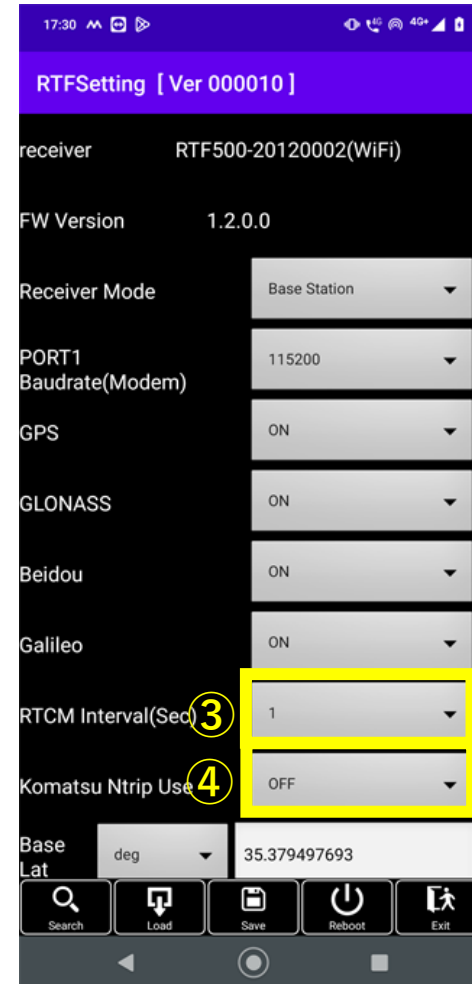 17:30
4G 4G+
RTFSetting [ Ver 000010 ]
receiver RTF500-20120002(WiFi)
FW Version 1.2.0.0
Receiver Mode Base Station
PORT1
Baudrate(Modem) 115200
GPS ON
GLONASS ON
Beidou ON
Galileo ON
RTCM Interval(Sec) ③ 1
Komatsu Ntrip Use ④ OFF
Base
Lat deg 35.379497693
Search Load Save Reboot Exit